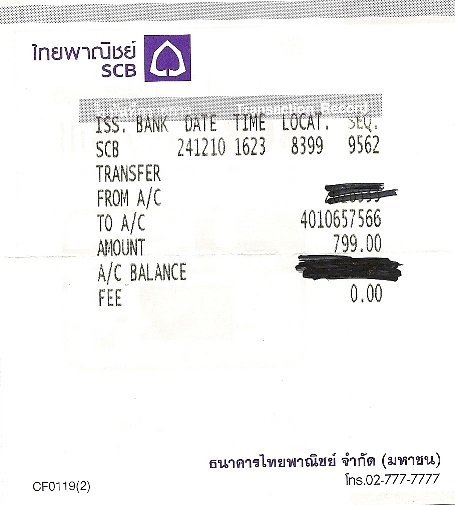 ไทยพาณิชย์
SCB
Transaction Record
ISS. BANK DATE TIME LOCAT. SEQ.
SCB 241210 1623 8399 9562
TRANSFER
FROM A/C
TO A/C 4010657566
AMOUNT 799.00
A/C BALANCE
FEE 0.00
ธนาคารไทยพาณิชย์ จำกัด (มหาชน)
CF0119(2) โทร.02-777-7777